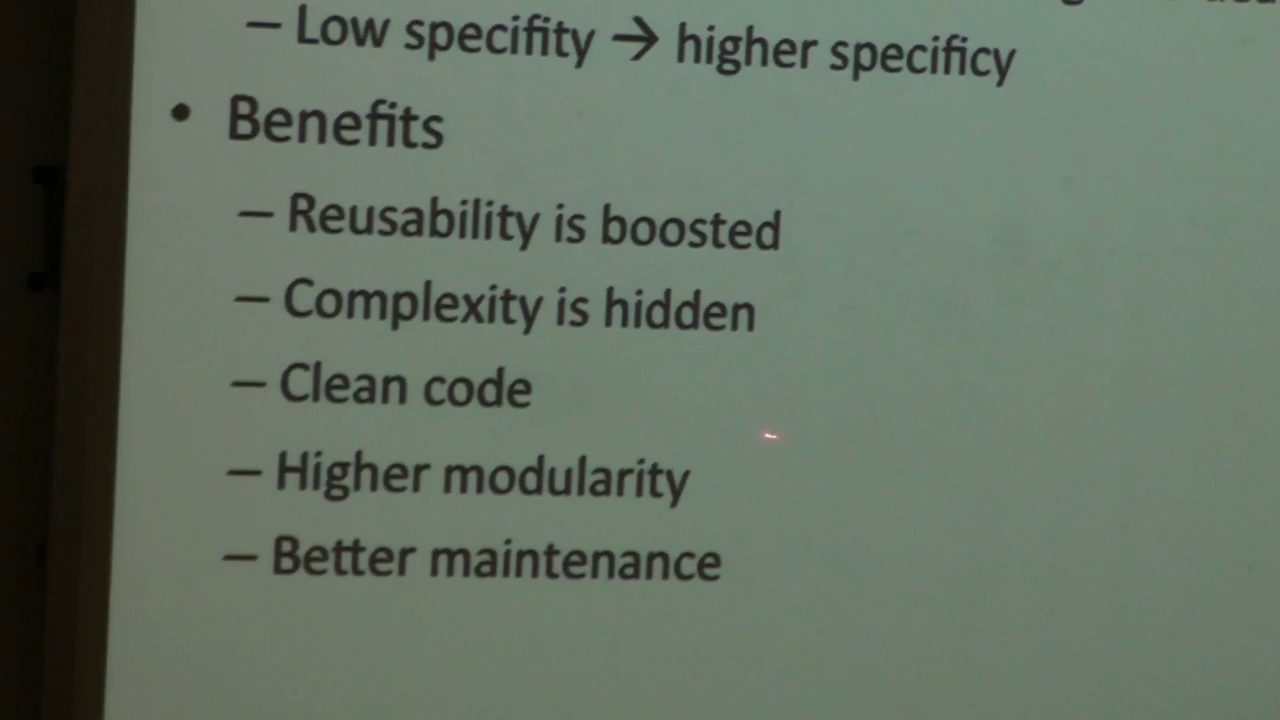 – Low specifity → higher specificy
• Benefits
– Reusability is boosted
– Complexity is hidden
– Clean code
– Higher modularity
– Better maintenance